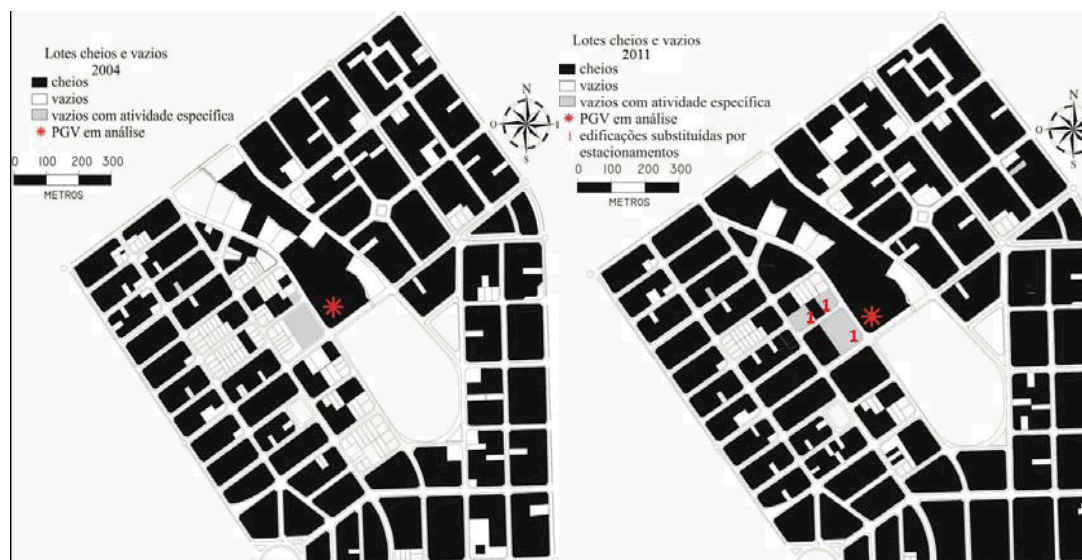 Lotes cheios e vazios
2004
cheios
vazios
vazios com atividade específica
PGV em análise
0 100 200 300
METROS
N
O
S
Lotes cheios e vazios
2011
cheios
vazios
vazios com atividade específica
PGV em análise
1 edificações substituídas por
estacionamentos
0 100 200 300
METROS
N
O
S
1
1
1